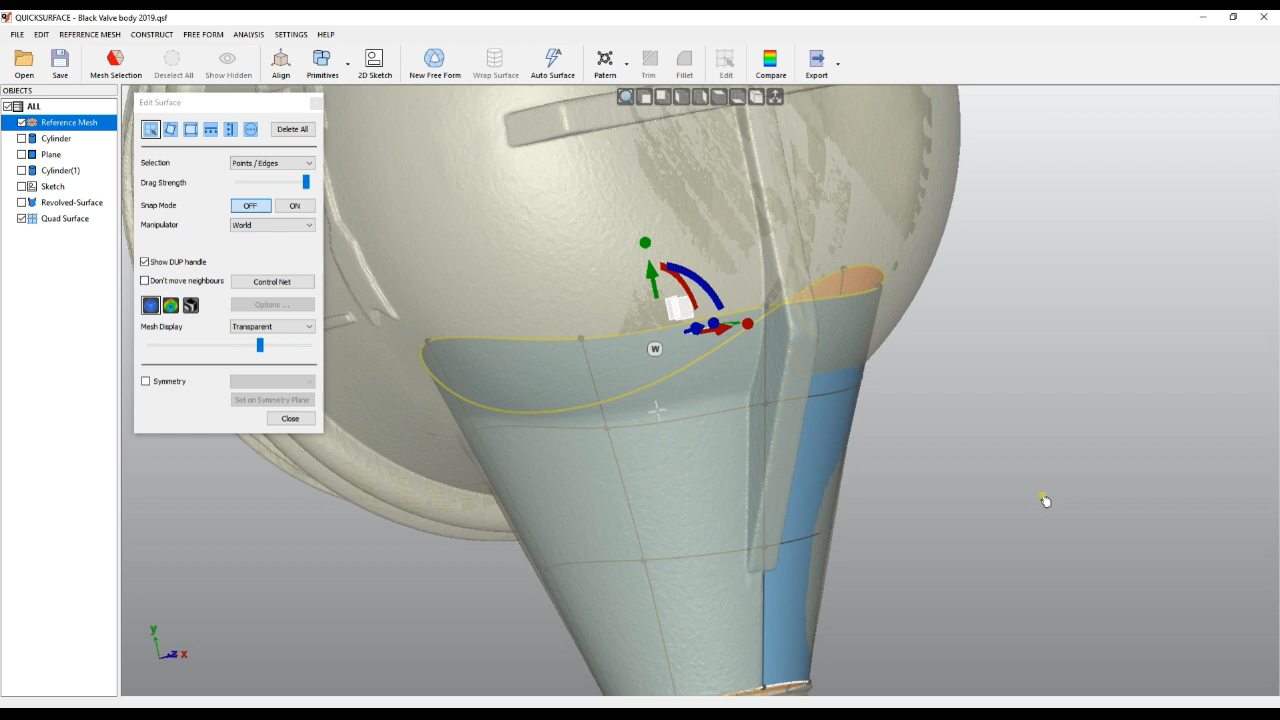 QUICKSURFACE - Black Valve body 2019.qsf
FILE EDIT REFERENCE MESH CONSTRUCT FREE FORM ANALYSIS SETTINGS HELP
Open Save Mesh Selection Deselect All Show Hidden Align Primitives 2D Sketch New Free Form Wrap Surface Auto Surface Patern Trim Fillet Edit Compare Export
OBJECTS
ALL
Reference Mesh
Cylinder
Plane
Cylinder(1)
Sketch
Revolved-Surface
Quad Surface
Edit Surface
Delete All
Selection Points / Edges
Drag Strength
Snap Mode OFF ON
Manipulator World
Show DUP handle
Don't move neighbours Control Net
Options ...
Mesh Display Transparent
Symmetry
Set on Symmetry Plane
Close
W
y
z x